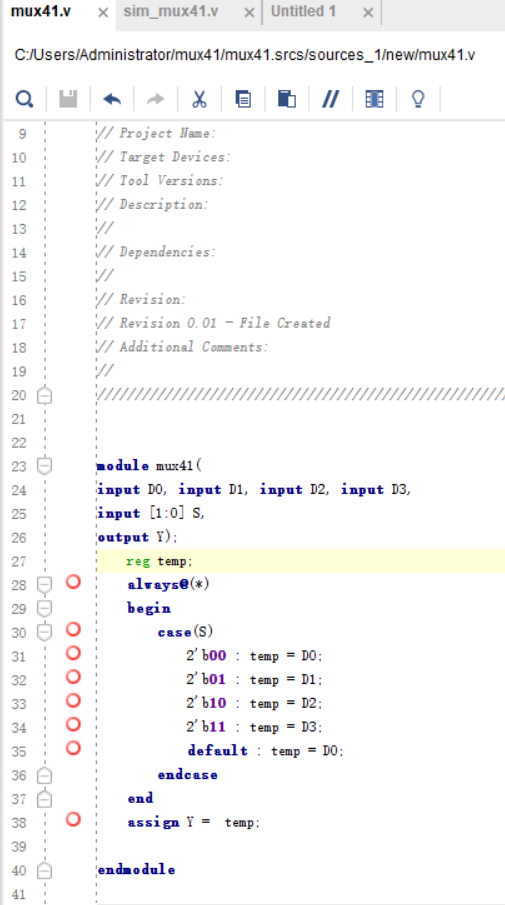 mux41.v × sim_mux41.v × Untitled 1 ×
C:/Users/Administrator/mux41/mux41.srcs/sources_1/new/mux41.v
9 // Project Name:
10 // Target Devices:
11 // Tool Versions:
12 // Description:
13 //
14 // Dependencies:
15 //
16 // Revision:
17 // Revision 0.01 - File Created
18 // Additional Comments:
19 //
20 //////////////////////////////////////////////////////
21
22
23 module mux41(
24 input D0, input D1, input D2, input D3,
25 input [1:0] S,
26 output Y);
27 reg temp;
28 always@(*)
29 begin
30 case(S)
31 2'b00 : temp = D0;
32 2'b01 : temp = D1;
33 2'b10 : temp = D2;
34 2'b11 : temp = D3;
35 default : temp = D0;
36 endcase
37 end
38 assign Y = temp;
39
40 endmodule
41